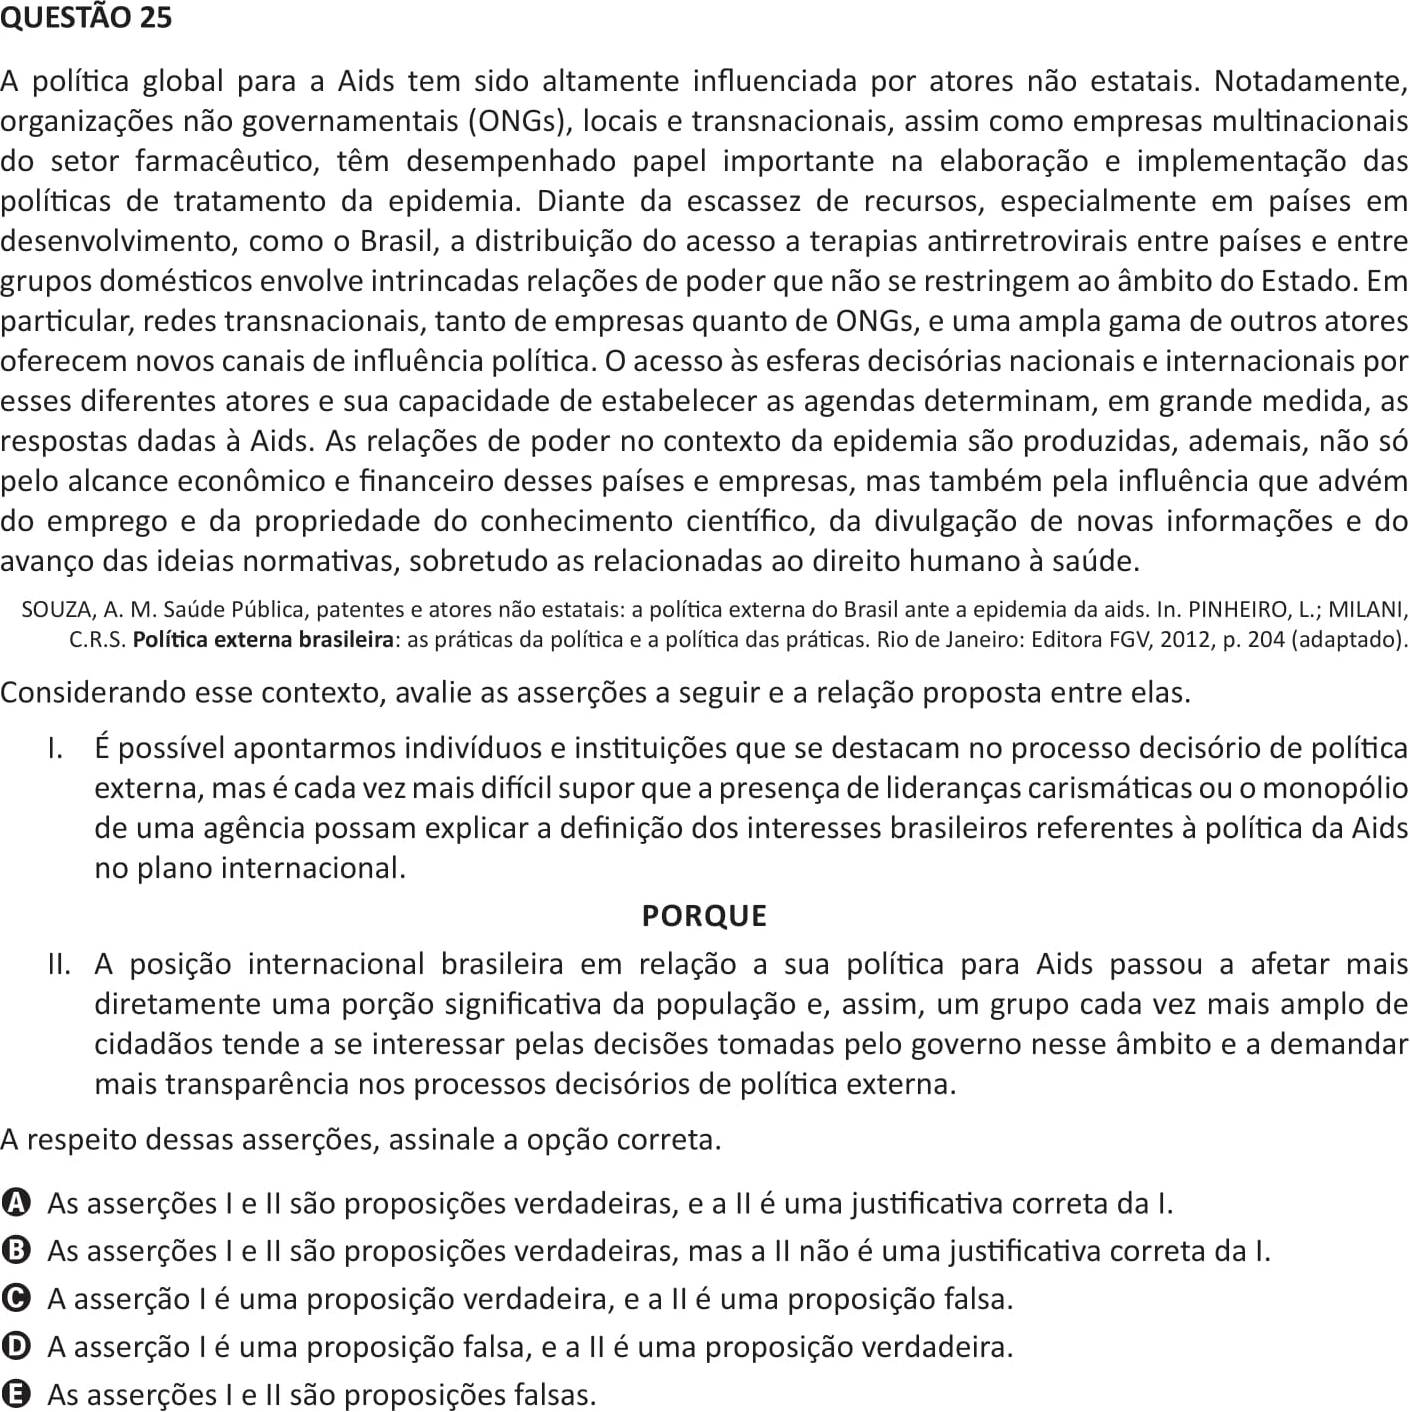 QUESTÃO 25
A política global para a Aids tem sido altamente influenciada por atores não estatais. Notadamente,
organizações não governamentais (ONGs), locais e transnacionais, assim como empresas multinacionais
do setor farmacêutico, têm desempenhado papel importante na elaboração e implementação das
políticas de tratamento da epidemia. Diante da escassez de recursos, especialmente em países em
desenvolvimento, como o Brasil, a distribuição do acesso a terapias antirretrovirais entre países e entre
grupos domésticos envolve intrincadas relações de poder que não se restringem ao âmbito do Estado. Em
particular, redes transnacionais, tanto de empresas quanto de ONGs, e uma ampla gama de outros atores
oferecem novos canais de influência política. O acesso às esferas decisórias nacionais e internacionais por
esses diferentes atores e sua capacidade de estabelecer as agendas determinam, em grande medida, as
respostas dadas à Aids. As relações de poder no contexto da epidemia são produzidas, ademais, não só
pelo alcance econômico e financeiro desses países e empresas, mas também pela influência que advém
do emprego e da propriedade do conhecimento científico, da divulgação de novas informações e do
avanço das ideias normativas, sobretudo as relacionadas ao direito humano à saúde.
SOUZA, A. M. Saúde Pública, patentes e atores não estatais: a política externa do Brasil ante a epidemia da aids. In. PINHEIRO, L.; MILANI,
C.R.S. Política externa brasileira: as práticas da política e a política das práticas. Rio de Janeiro: Editora FGV, 2012, p. 204 (adaptado).
Considerando esse contexto, avalie as asserções a seguir e a relação proposta entre elas.
I. É possível apontarmos indivíduos e instituições que se destacam no processo decisório de política
externa, mas é cada vez mais difícil supor que a presença de lideranças carismáticas ou o monopólio
de uma agência possam explicar a definição dos interesses brasileiros referentes à política da Aids
no plano internacional.
PORQUE
II. A posição internacional brasileira em relação a sua política para Aids passou a afetar mais
diretamente uma porção significativa da população e, assim, um grupo cada vez mais amplo de
cidadãos tende a se interessar pelas decisões tomadas pelo governo nesse âmbito e a demandar
mais transparência nos processos decisórios de política externa.
A respeito dessas asserções, assinale a opção correta.
A As asserções I e II são proposições verdadeiras, e a II é uma justificativa correta da I.
B As asserções I e II são proposições verdadeiras, mas a II não é uma justificativa correta da I.
C A asserção I é uma proposição verdadeira, e a II é uma proposição falsa.
D A asserção I é uma proposição falsa, e a II é uma proposição verdadeira.
E As asserções I e II são proposições falsas.